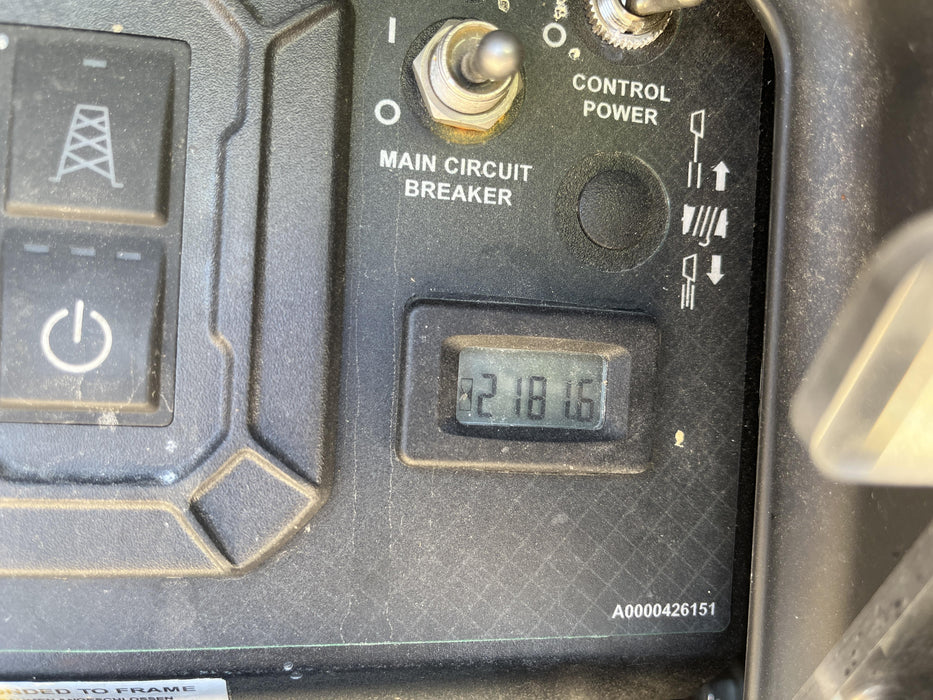 I
O
O
CONTROL
POWER
MAIN CIRCUIT
BREAKER
2181.6
A0000426151
NDED TO FRAME